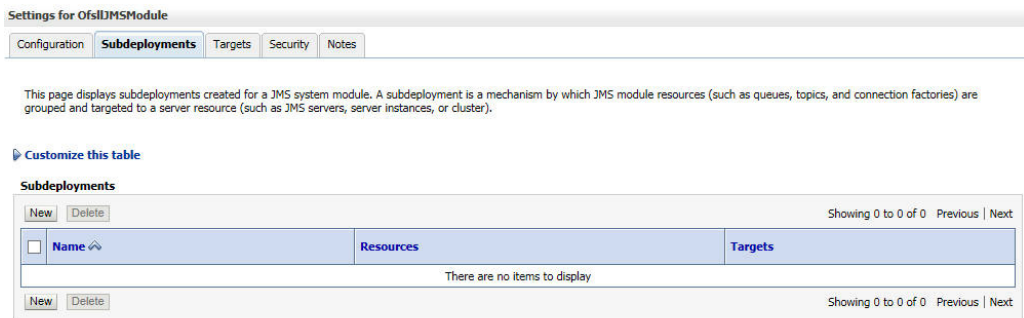 Settings for OfsllJMSModule
Configuration Subdeployments Targets Security Notes
This page displays subdeployments created for a JMS system module. A subdeployment is a mechanism by which JMS module resources (such as queues, topics, and connection factories) are
grouped and targeted to a server resource (such as JMS servers, server instances, or cluster).
Customize this table
Subdeployments
New Delete Showing 0 to 0 of 0 Previous | Next
Name Resources Targets
There are no items to display
New Delete Showing 0 to 0 of 0 Previous | Next